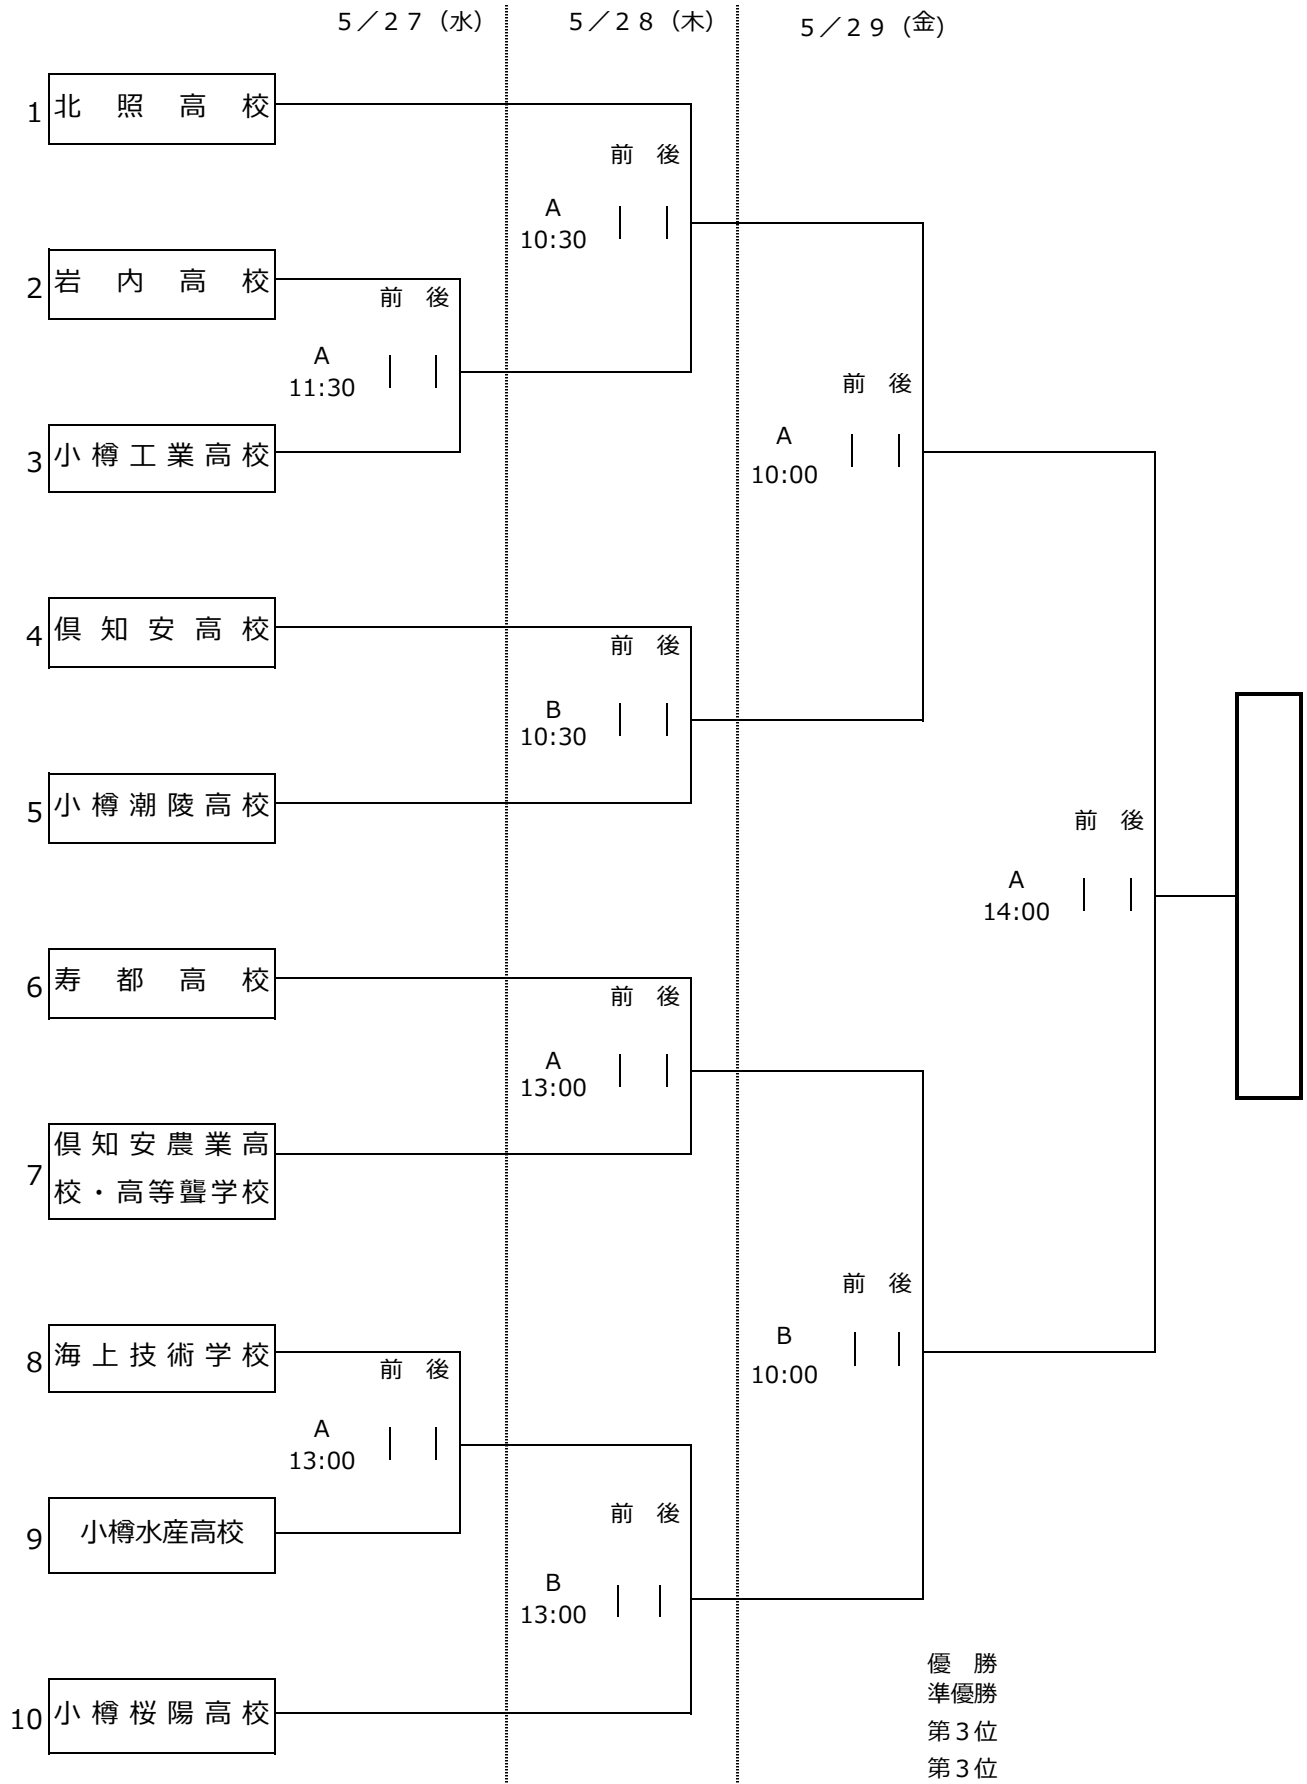 ５／２７（水）
５／２８（木）
５／２９（金）
1 北照高校
前 後
A
10:30
2 岩内高校
前 後
A
11:30
3 小樽工業高校
前 後
A
10:00
4 倶知安高校
前 後
B
10:30
5 小樽潮陵高校
前 後
A
14:00
6 寿都高校
前 後
A
13:00
7 倶知安農業高
校・高等聾学校
前 後
B
10:00
8 海上技術学校
前 後
A
13:00
9 小樽水産高校
前 後
B
13:00
10 小樽桜陽高校
優　勝
準優勝
第３位
第３位